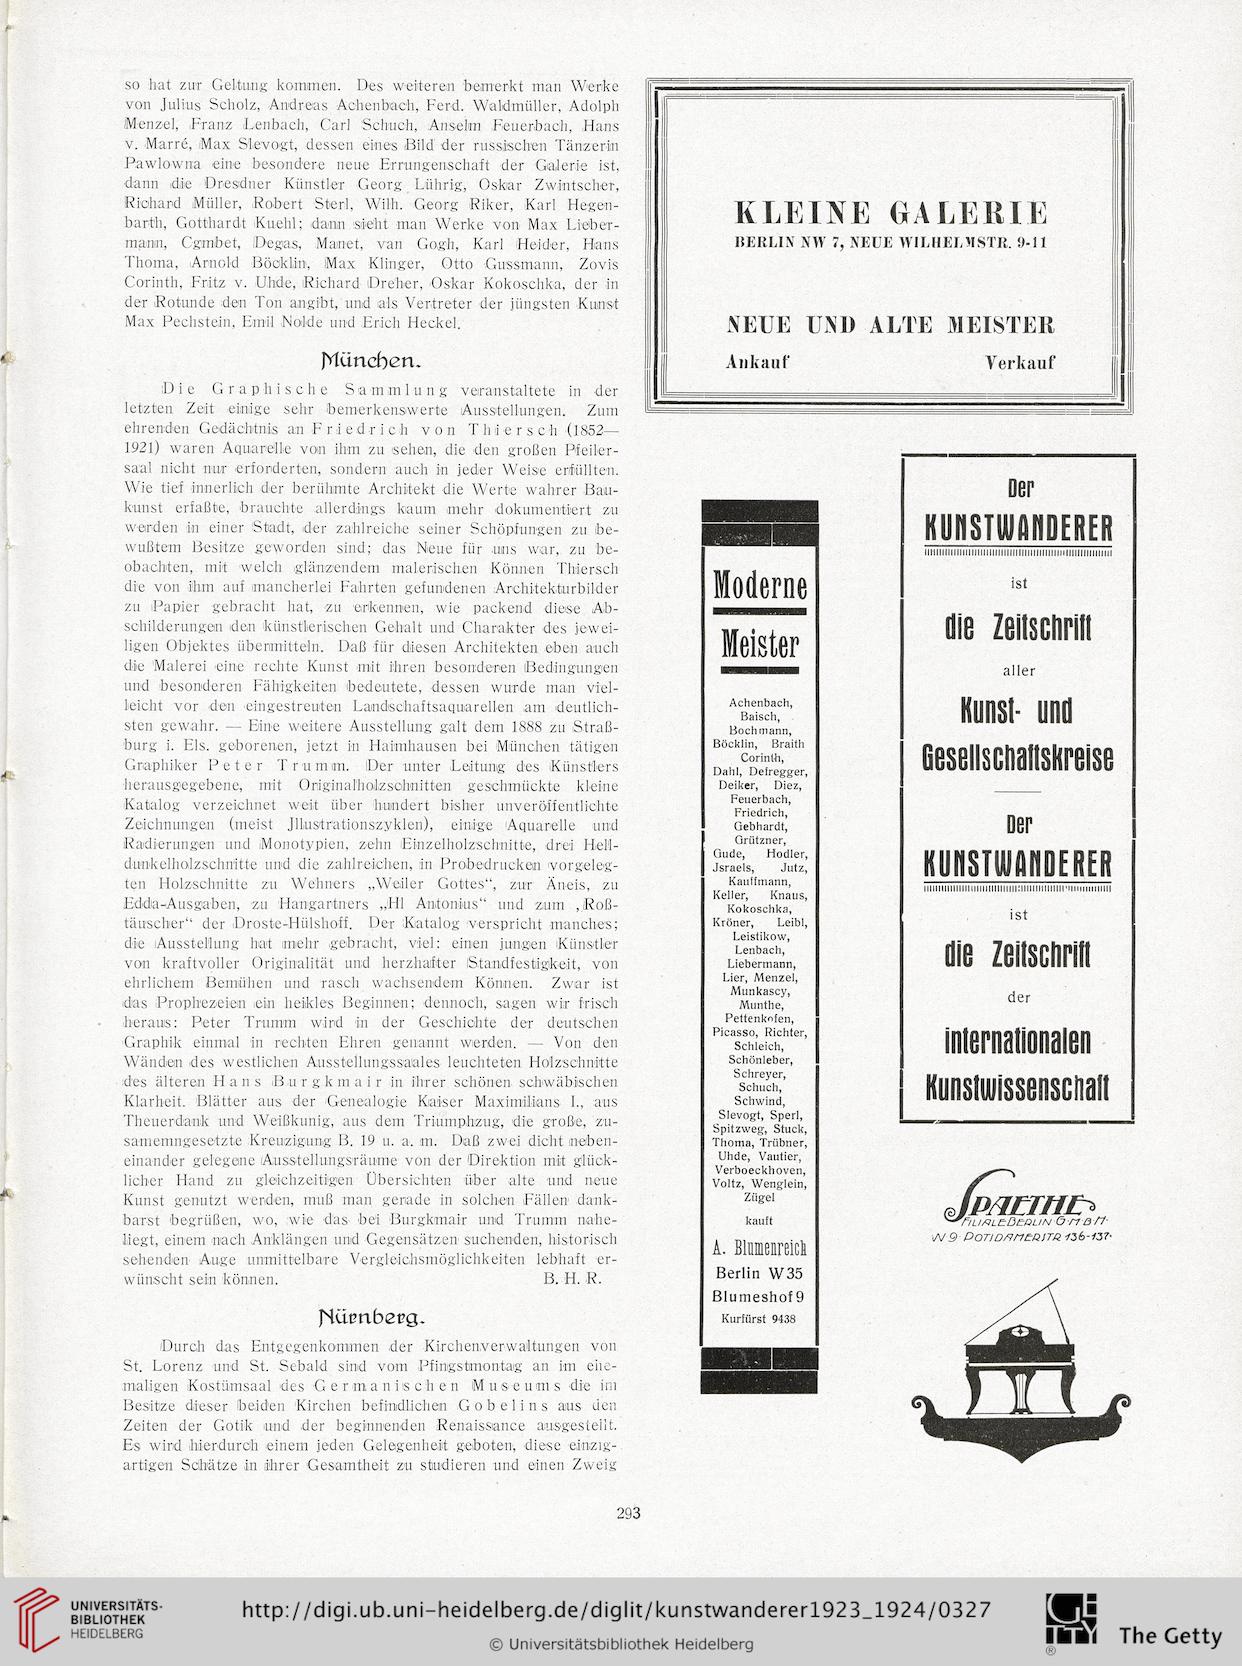 so hat zur Geltung kommen. Des weiteren bemerkt man Werke
von Julius Scholz, Andreas Achenbach, Ferd. Waldmüller, Adolph
Menzel, Franz Lenbach, Carl Schuch, Anselm Feuerbach, Hans
v. Marré, Max Slevogt, dessen eines Bild der russischen Tänzerin
Pawlowna eine besondere neue Errungenschaft der Galerie ist,
dann die Dresdner Künstler Georg Lührig, Oskar Zwintscher,
Richard Müller, Robert Sterl, Wilh. Georg Riker, Karl Hegen-
barth, Gotthardt Kuehl; dann sieht man Werke von Max Lieber-
mann, Cgmbet, Degas, Manet, van Gogh, Karl Heider, Hans
Thoma, Arnold Böcklin, Max Klinger, Otto Gussmann, Zovis
Corinth, Fritz v. Uhde, Richard Dreher, Oskar Kokoschka, der in
der Rotunde den Ton angibt, und als Vertreter der jüngsten Kunst
Max Pechstein, Emil Nolde und Erich Heckel.
München.
Die Graphische Sammlung veranstaltete in der
letzten Zeit einige sehr bemerkenswerte Ausstellungen. Zum
ehrenden Gedächtnis an Friedrich von Thiersch (1852—
1921) waren Aquarelle von ihm zu sehen, die den großen Pfeiler-
saal nicht nur erforderten, sondern auch in jeder Weise erfüllten.
Wie tief innerlich der berühmte Architekt die Werte wahrer Bau-
kunst erfaßte, brauchte allerdings kaum mehr dokumentiert zu
werden in einer Stadt, der zahlreiche seiner Schöpfungen zu be-
wußtem Besitze geworden sind; das Neue für uns war, zu be-
obachten, mit welch glänzendem malerischen Können Thiersch
die von ihm auf mancherlei Fahrten gefundenen Architekturbilder
zu Papier gebracht hat, zu erkennen, wie packend diese Ab-
schilderungen den künstlerischen Gehalt und Charakter des jewei-
ligen Objektes übermitteln. Daß für diesen Architekten eben auch
die Malerei eine rechte Kunst mit ihren besonderen Bedingungen
und besonderen Fähigkeiten bedeutete, dessen wurde man viel-
leicht vor den eingestreuten Landschaftsaquarellen am deutlich-
sten gewahr. — Eine weitere Ausstellung galt dem 1888 zu Straß-
burg i. Els. geborenen, jetzt in Haimhausen bei München tätigen
Graphiker Peter Trumm. Der unter Leitung des Künstlers
herausgegebene, mit Originalholzschnitten geschmückte kleine
Katalog verzeichnet weit über hundert bisher unveröffentlichte
Zeichnungen (meist Jllustrationszyklen), einige Aquarelle und
Radierungen und Monotypien, zehn Einzelholzschnitte, drei Hell-
dunkelholzschnitte und die zahlreichen, in Probedrucken vorgeleg-
ten Holzschnitte zu Wehners „Weiler Gottes“, zur Äneis, zu
Edda-Ausgaben, zu Hangartners „Hl Antonius“ und zum „Roß-
täuscher“ der Droste-Hülshoff. Der Katalog verspricht manches;
die Ausstellung hat mehr gebracht, viel: einen jungen Künstler
von kraftvoller Originalität und herzhafter Standfestigkeit, von
ehrlichem Bemühen und rasch wachsendem Können. Zwar ist
das Prophezeien ein heikles Beginnen; dennoch, sagen wir frisch
heraus: Peter Trumm wird in der Geschichte der deutschen
Graphik einmal in rechten Ehren genannt werden. — Von den
Wänden des westlichen Ausstellungssaales leuchteten Holzschnitte
des älteren Hans Burgkmair in ihrer schönen schwäbischen
Klarheit. Blätter aus der Genealogie Kaiser Maximilians I., aus
Theuerdank und Weißkunig, aus dem Triumphzug, die große, zu-
samemngesetzte Kreuzigung B. 19 u. a. m. Daß zwei dicht neben-
einander gelegene Ausstellungsräume von der Direktion mit glück-
licher Hand zu gleichzeitigen Übersichten über alte und neue
Kunst genutzt werden, muß man gerade in solchen Fällen dank-
barst begrüßen, wo, wie das bei Burgkmair und Trumm nahe-
liegt, einem nach Anklängen und Gegensätzen suchenden, historisch
sehenden Auge unmittelbare Vergleichsmöglichkeiten lebhaft er-
wünscht sein können. B. H. R.
Nürnberg.
Durch das Entgegenkommen der Kirchenverwaltungen von
St. Lorenz und St. Sebald sind vom Pfingstmontag an im ehe-
maligen Kostümsaal des Germanischen Museums die im
Besitze dieser beiden Kirchen befindlichen Gobelins aus den
Zeiten der Gotik und der beginnenden Renaissance ausgestellt.
Es wird hierdurch einem jeden Gelegenheit geboten, diese einzig-
artigen Schätze in ihrer Gesamtheit zu studieren und einen Zweig
KLEINE GALERIE
BERLIN NW 7, NEUE WILHELMSTR. 9-11
NEUE UND ALTE MEISTER
Ankauf Verkauf
Moderne
Meister
Achenbach,
Baisch,
Bochmann,
Böcklin, Braith
Corinth,
Dahl, Defregger,
Deiker, Diez,
Feuerbach,
Friedrich,
Gebhardt,
Grützner,
Gude, Hodler,
Jsraels, Jutz,
Kauffmann,
Keller, Knaus,
Kokoschka,
Kröner, Leibl,
Leistikow,
Lenbach,
Liebermann,
Lier, Menzel,
Munkascy,
Munthe,
Pettenkofen,
Picasso, Richter,
Schleich,
Schönleber,
Schreyer,
Schuch,
Schwind,
Slevogt, Sperl,
Spitzweg, Stuck,
Thoma, Trübner,
Uhde, Vautier,
Verboeckhoven,
Voltz, Wenglein,
Zügel
kauft
A. Blumenreich
Berlin W 35
Blumeshof 9
Kurfürst 9438
Der
KUNSTWANDERER
ist
die Zeitschrift
aller
Kunst- und
Gesellschaftskreise
Der
KUNSTWANDERER
ist
die Zeitschrift
der
internationalen
Kunstwissenschaft
SPAETHE
FILIALE BERLIN G·M·B·H·
W 9 POTSDAMERSTR 136-137·
293
UNIVERSITÄTS-
BIBLIOTHEK
HEIDELBERG
http://digi.ub.uni-heidelberg.de/diglit/kunstwanderer1923_1924/0327
© Universitätsbibliothek Heidelberg
GETTY
®
The Getty